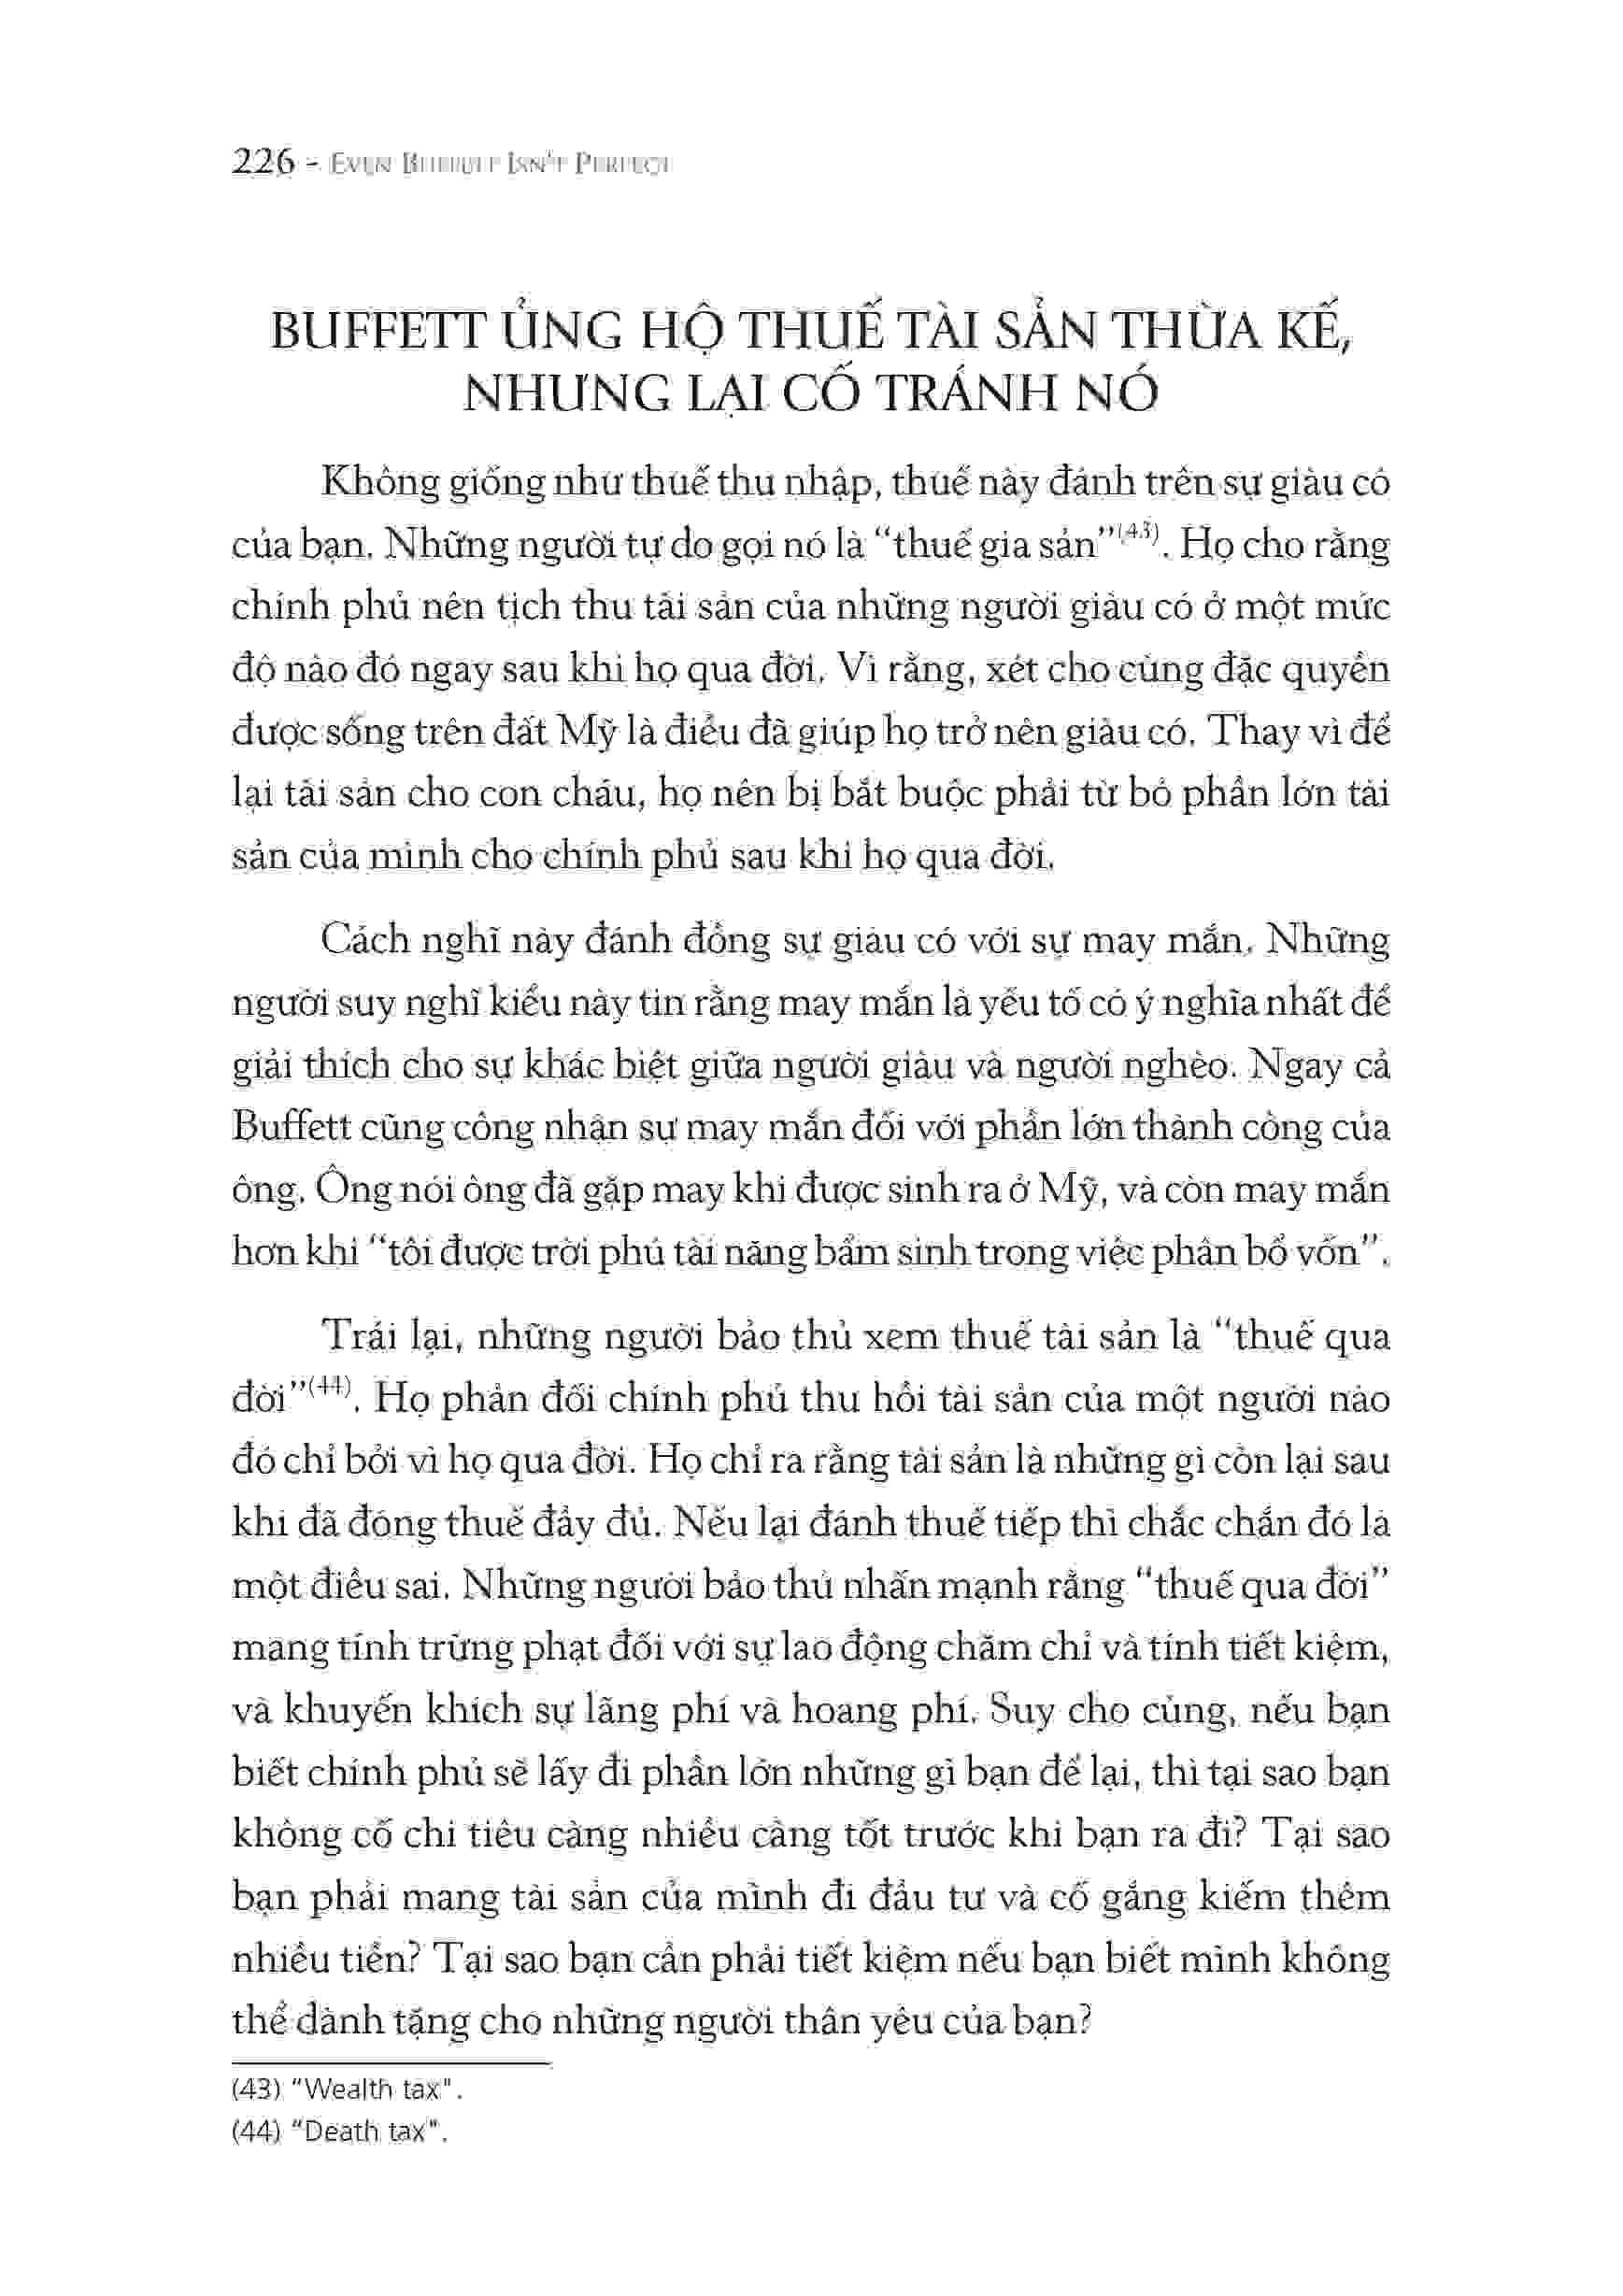 226 - EVEN BUFFETT ISN'T PERFECT
BUFFETT ỦNG HỘ THUẾ TÀI SẢN THỪA KẾ,
NHƯNG LẠI CỐ TRÁNH NÓ
Không giống như thuế thu nhập, thuế này đánh trên sự giàu có
của bạn. Những người tự do gọi nó là “thuế gia sản”(43). Họ cho rằng
chính phủ nên tịch thu tài sản của những người giàu có ở một mức
độ nào đó ngay sau khi họ qua đời. Vì rằng, xét cho cùng đặc quyền
được sống trên đất Mỹ là điều đã giúp họ trở nên giàu có. Thay vì để
lại tài sản cho con cháu, họ nên bị bắt buộc phải từ bỏ phần lớn tài
sản của mình cho chính phủ sau khi họ qua đời.
Cách nghĩ này đánh đồng sự giàu có với sự may mắn. Những
người suy nghĩ kiểu này tin rằng may mắn là yếu tố có ý nghĩa nhất để
giải thích cho sự khác biệt giữa người giàu và người nghèo. Ngay cả
Buffett cũng công nhận sự may mắn đối với phần lớn thành công của
ông. Ông nói ông đã gặp may khi được sinh ra ở Mỹ, và còn may mắn
hơn khi “tôi được trời phú tài năng bẩm sinh trong việc phân bổ vốn”.
Trái lại, những người bảo thủ xem thuế tài sản là “thuế qua
đời”(44). Họ phản đối chính phủ thu hồi tài sản của một người nào
đó chỉ bởi vì họ qua đời. Họ chỉ ra rằng tài sản là những gì còn lại sau
khi đã đóng thuế đầy đủ. Nếu lại đánh thuế tiếp thì chắc chắn đó là
một điều sai. Những người bảo thủ nhấn mạnh rằng “thuế qua đời”
mang tính trừng phạt đối với sự lao động chăm chỉ và tính tiết kiệm,
và khuyến khích sự lãng phí và hoang phí. Suy cho cùng, nếu bạn
biết chính phủ sẽ lấy đi phần lớn những gì bạn để lại, thì tại sao bạn
không cố chi tiêu càng nhiều càng tốt trước khi bạn ra đi? Tại sao
bạn phải mang tài sản của mình đi đầu tư và cố gắng kiếm thêm
nhiều tiền? Tại sao bạn cần phải tiết kiệm nếu bạn biết mình không
thể dành tặng cho những người thân yêu của bạn?
(43) “Wealth tax".
(44) “Death tax".